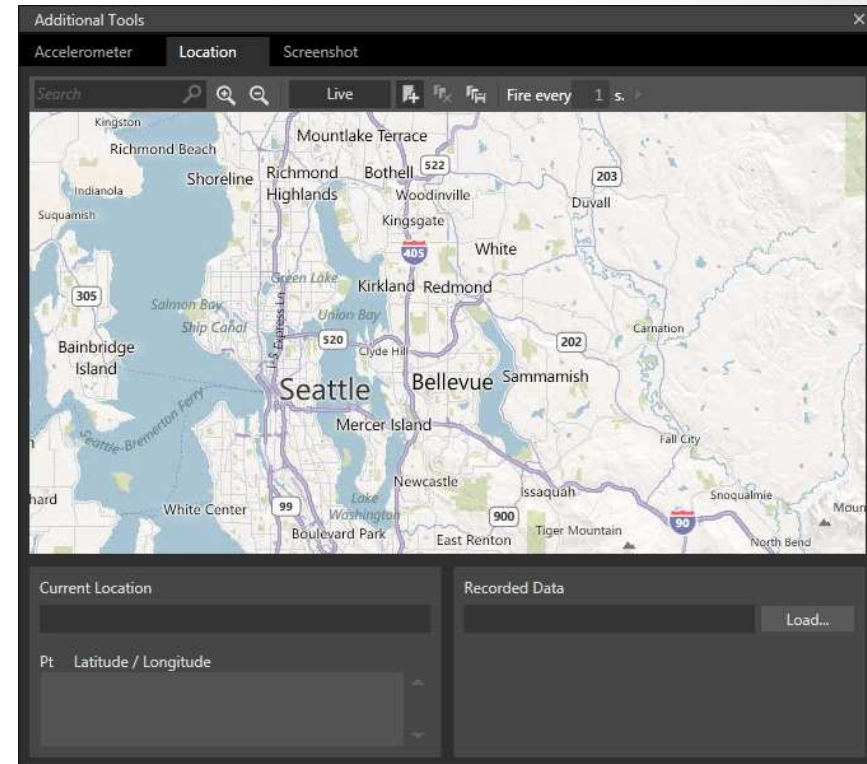 Additional Tools
Accelerometer Location Screenshot
Search Live Fire every 1 s.
Kingston
Richmond Beach
Mountlake Terrace
Shoreline
Richmond
Highlands
Bothell
522
203
Indianola
Woodinville
Duvall
Suquamish
Kingsgate
405
White
Green Lake
Kirkland
Redmond
305
Salmon Bay
Ship Canal
Union Bay
I-5 Express Ln
520
Clyde Hill
202
Carnation
Bainbridge
Island
Seattle
Bellevue
Sammamish
Seattle-Bremerton Ferry
Mercer Island
Fall City
hard
Newcastle
Issaquah
Snoqualmie
White Center
99
Lake
Washington
900
90
Moun
Boulevard Park
East Renton
Tiger Mountain
North Bend
Current Location
Recorded Data
Load...
Pt Latitude / Longitude